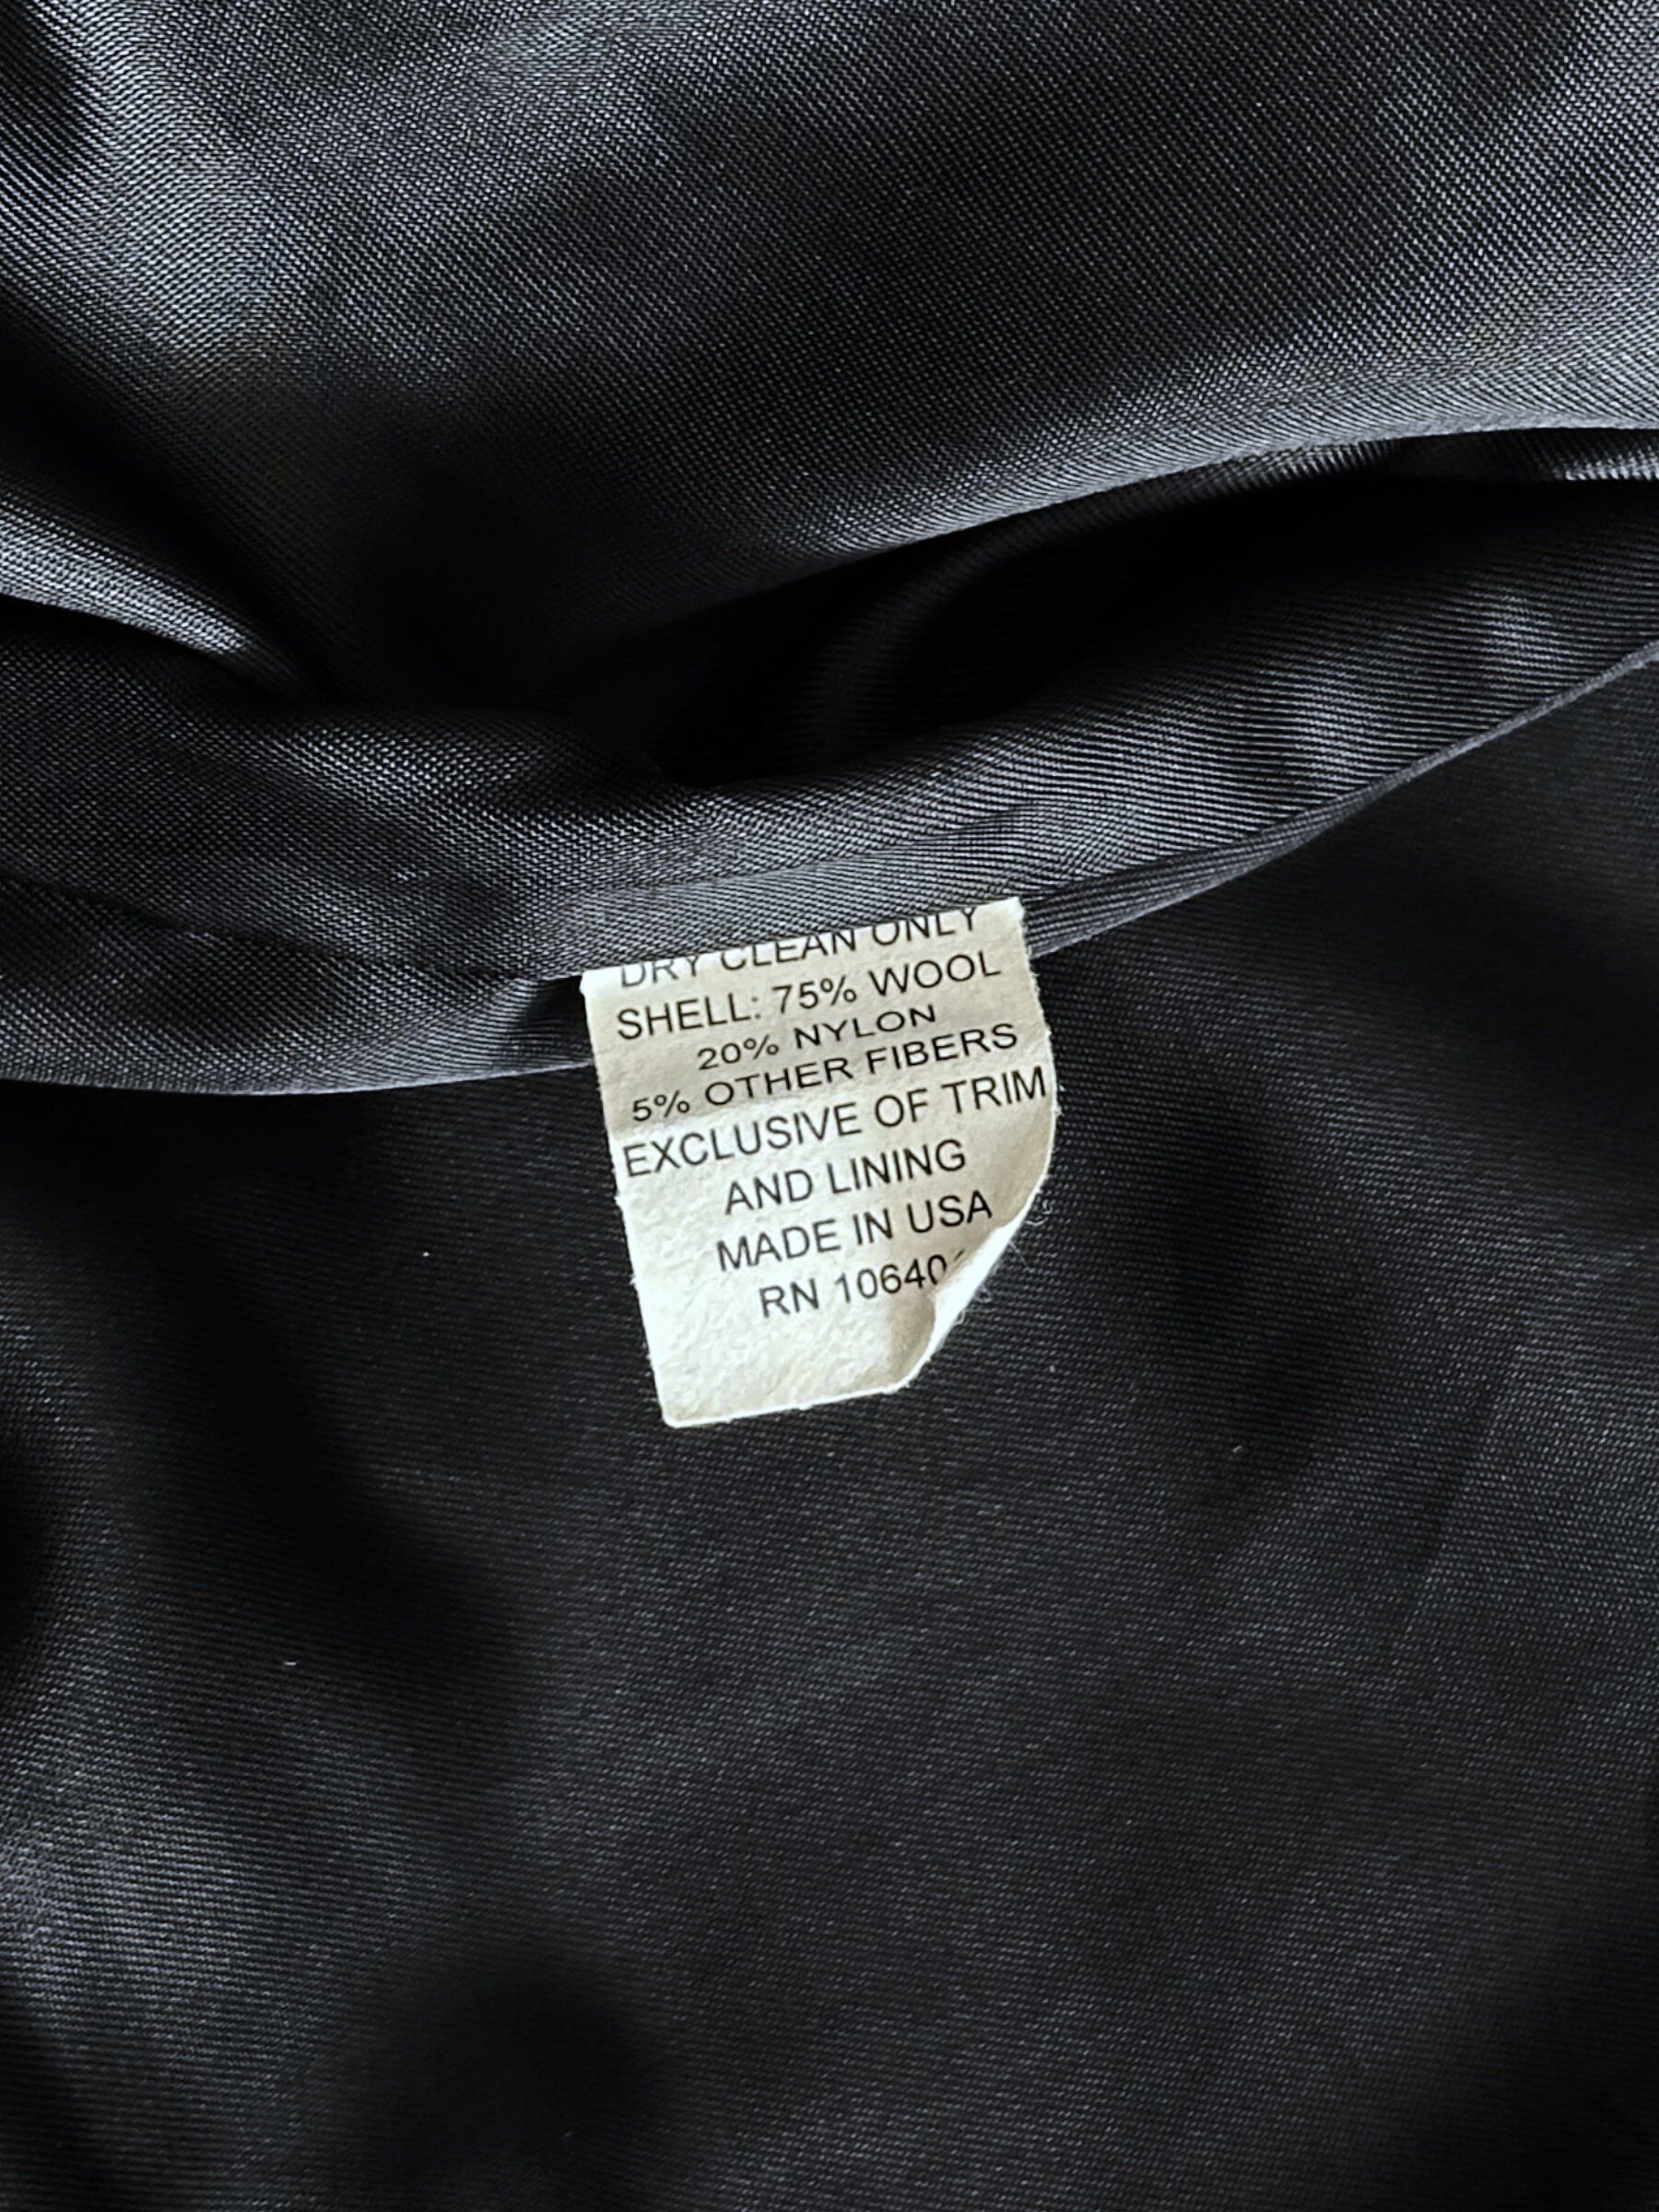 DRY CLEAN ONLY
SHELL: 75% WOOL
20% NYLON
5% OTHER FIBERS
EXCLUSIVE OF TRIM
AND LINING
MADE IN USA
RN